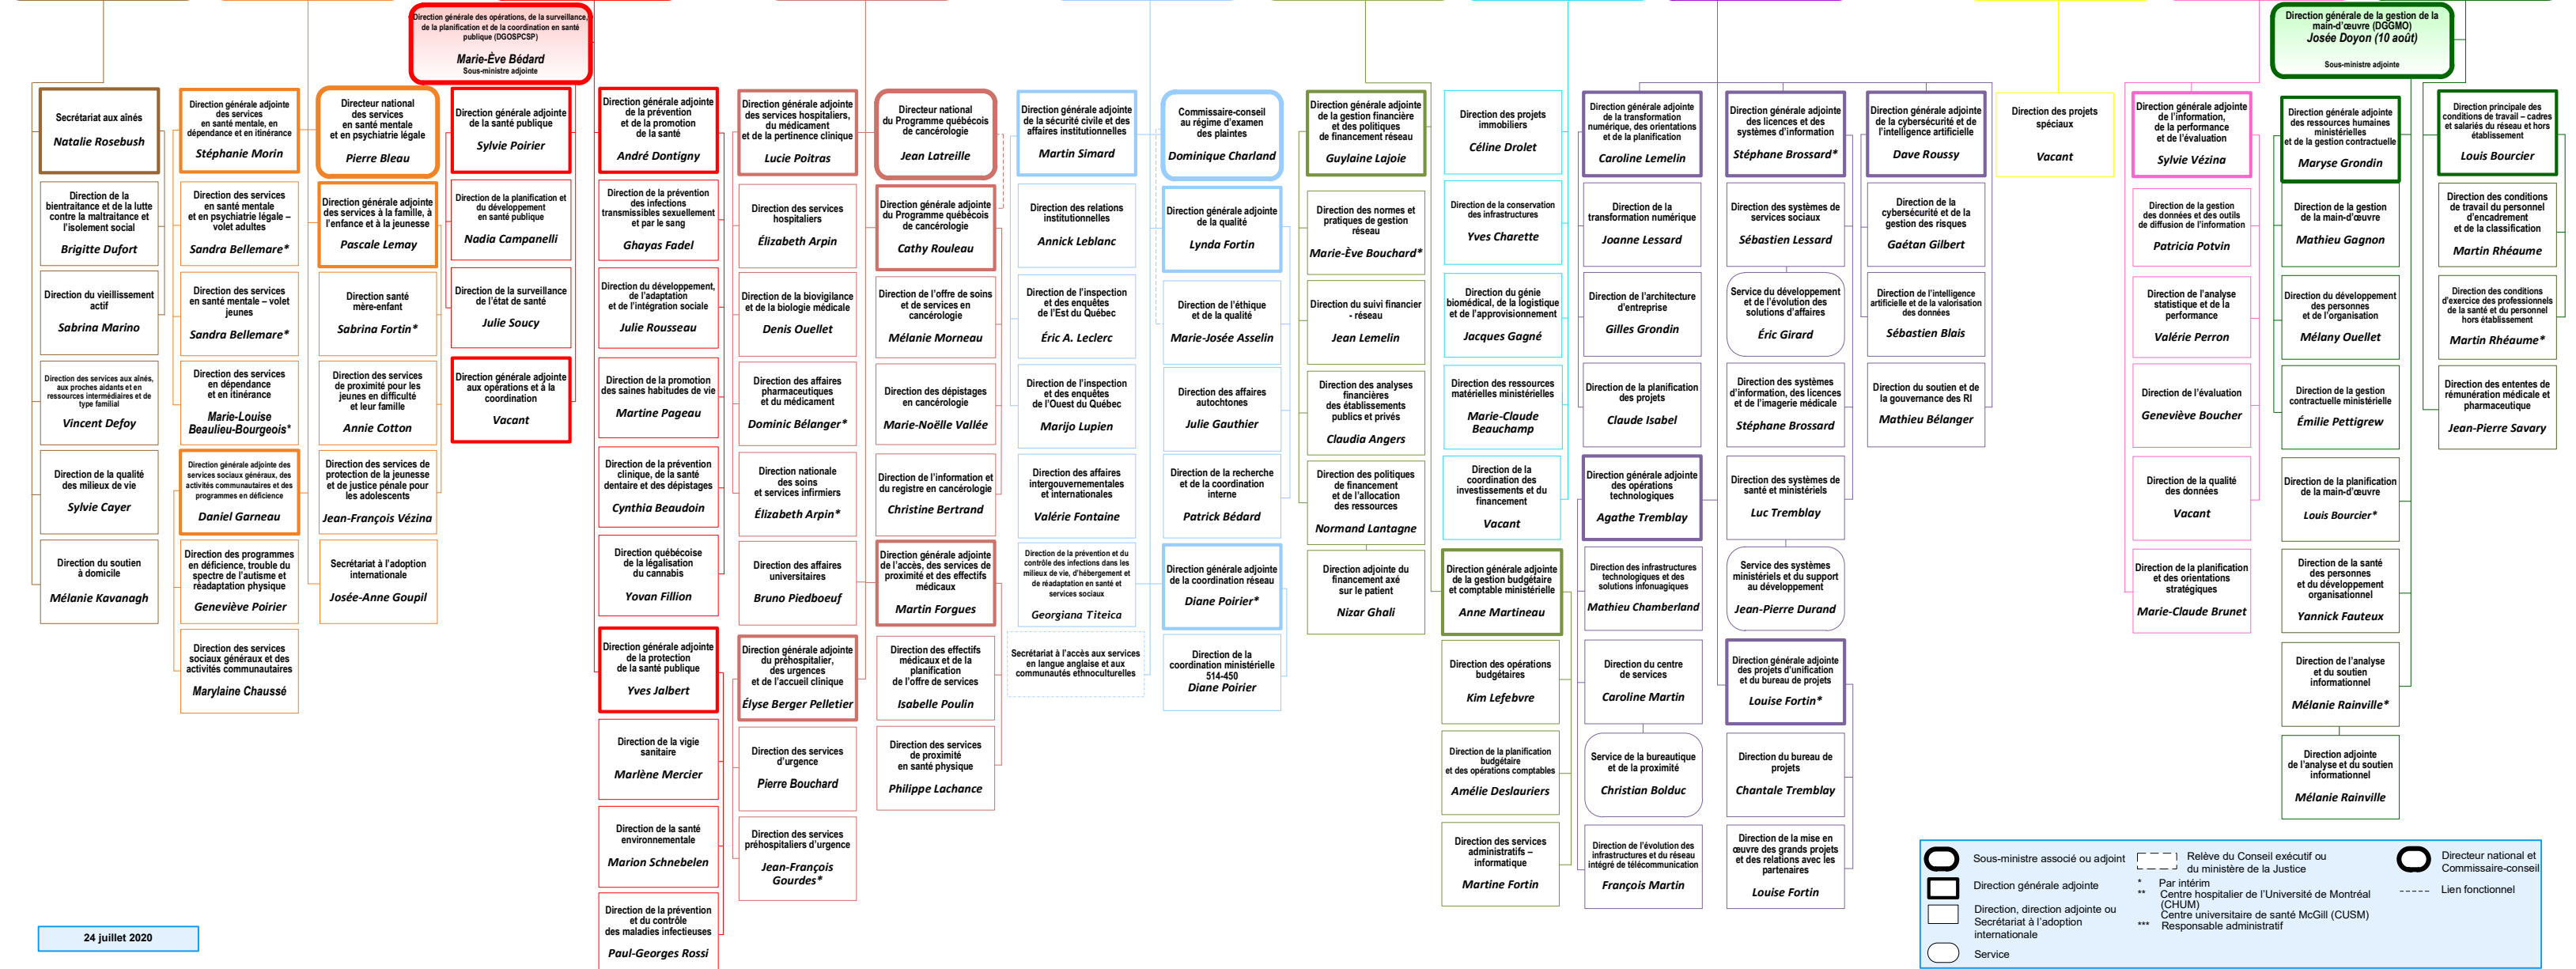 Direction générale des opérations, de la surveillance,
de la planification et de la coordination en santé
publique (DGOSPCSP)
Marie-Ève Bédard
Sous-ministre adjointe
Direction générale de la gestion de la
main-d’œuvre (DGGMO)
Josée Doyon (10 août)
Sous-ministre adjointe
Secrétariat aux aînés
Natalie Rosebush
Direction de la
bientraitance et de la lutte
contre la maltraitance et
l’isolement social
Brigitte Dufort
Direction du vieillissement
actif
Sabrina Marino
Direction des services aux aînés,
aux proches aidants et en
ressources intermédiaires et de
type familial
Vincent Defoy
Direction de la qualité
des milieux de vie
Sylvie Cayer
Direction du soutien
à domicile
Mélanie Kavanagh
Direction générale adjointe
des services
en santé mentale, en
dépendance et en itinérance
Stéphanie Morin
Direction des services
en santé mentale
et en psychiatrie légale –
volet adultes
Sandra Bellemare*
Direction des services
en santé mentale – volet
jeunes
Sandra Bellemare*
Direction des services
en dépendance
et en itinérance
Marie-Louise
Beaulieu-Bourgeois*
Direction générale adjointe des
services sociaux généraux, des
activités communautaires et des
programmes en déficience
Daniel Garneau
Direction des programmes
en déficience, trouble du
spectre de l’autisme et
réadaptation physique
Geneviève Poirier
Direction des services
sociaux généraux et des
activités communautaires
Marylaine Chaussé
Directeur national
des services
en santé mentale
et en psychiatrie légale
Pierre Bleau
Direction générale adjointe
des services à la famille, à
l’enfance et à la jeunesse
Pascale Lemay
Direction santé
mère-enfant
Sabrina Fortin*
Direction des services
de proximité pour les
jeunes en difficulté
et leur famille
Annie Cotton
Direction des services de
protection de la jeunesse
et de justice pénale pour
les adolescents
Jean-François Vézina
Secrétariat à l’adoption
internationale
Josée-Anne Goupil
Direction générale adjointe
de la santé publique
Sylvie Poirier
Direction de la planification et
du développement
en santé publique
Nadia Campanelli
Direction de la surveillance
de l’état de santé
Julie Soucy
Direction générale adjointe
aux opérations et à la
coordination
Vacant
Direction générale adjointe
de la prévention
et de la promotion
de la santé
André Dontigny
Direction de la prévention
des infections
transmissibles sexuellement
et par le sang
Ghayas Fadel
Direction du développement,
de l’adaptation
et de l’intégration sociale
Julie Rousseau
Direction de la promotion
des saines habitudes de vie
Martine Pageau
Direction de la prévention
clinique, de la santé
dentaire et des dépistages
Cynthia Beaudoin
Direction québécoise
de la légalisation
du cannabis
Yovan Fillion
Direction générale adjointe
de la protection
de la santé publique
Yves Jalbert
Direction de la vigie
sanitaire
Marlène Mercier
Direction de la santé
environnementale
Marion Schnebelen
Direction de la prévention
et du contrôle
des maladies infectieuses
Paul-Georges Rossi
Direction générale adjointe
des services hospitaliers,
du médicament
et de la pertinence clinique
Lucie Poitras
Direction des services
hospitaliers
Élizabeth Arpin
Direction de la biovigilance
et de la biologie médicale
Denis Ouellet
Direction des affaires
pharmaceutiques
et du médicament
Dominic Bélanger*
Direction nationale
des soins
et services infirmiers
Élizabeth Arpin*
Direction des affaires
universitaires
Bruno Piedboeuf
Direction générale adjointe
du préhospitalier,
des urgences
et de l’accueil clinique
Élyse Berger Pelletier
Direction des services
d’urgence
Pierre Bouchard
Direction des services
préhospitaliers d’urgence
Jean-François
Gourdes*
Directeur national
du Programme québécois
de cancérologie
Jean Latreille
Direction générale adjointe
du Programme québécois
de cancérologie
Cathy Rouleau
Direction de l’offre de soins
et de services en
cancérologie
Mélanie Morneau
Direction des dépistages
en cancérologie
Marie-Noëlle Vallée
Direction de l’information et
du registre en cancérologie
Christine Bertrand
Direction générale adjointe
de l’accès, des services de
proximité et des effectifs
médicaux
Martin Forgues
Direction des effectifs
médicaux et de la
planification
de l’offre de services
Isabelle Poulin
Direction des services
de proximité
en santé physique
Philippe Lachance
Direction générale adjointe
de la sécurité civile et des
affaires institutionnelles
Martin Simard
Direction des relations
institutionnelles
Annick Leblanc
Direction de l’inspection
et des enquêtes
de l’Est du Québec
Éric A. Leclerc
Direction de l’inspection
et des enquêtes
de l’Ouest du Québec
Marijo Lupien
Direction des affaires
intergouvernementales
et internationales
Valérie Fontaine
Direction de la prévention et du
contrôle des infections dans les
milieux de vie, d’hébergement et
de réadaptation en santé et
services sociaux
Georgiana Titeica
Secrétariat à l’accès aux services
en langue anglaise et aux
communautés ethnoculturelles
Commissaire-conseil
au régime d’examen
des plaintes
Dominique Charland
Direction générale adjointe
de la qualité
Lynda Fortin
Direction de l’éthique
et de la qualité
Marie-Josée Asselin
Direction des affaires
autochtones
Julie Gauthier
Direction de la recherche
et de la coordination
interne
Patrick Bédard
Direction générale adjointe
de la coordination réseau
Diane Poirier*
Direction de la
coordination ministérielle
514-450
Diane Poirier
Direction générale adjointe
de la gestion financière
et des politiques
de financement réseau
Guylaine Lajoie
Direction des normes et
pratiques de gestion
réseau
Marie-Ève Bouchard*
Direction du suivi financier
- réseau
Jean Lemelin
Direction des analyses
financières
des établissements
publics et privés
Claudia Angers
Direction des politiques
de financement
et de l’allocation
des ressources
Normand Lantagne
Direction adjointe du
financement axé
sur le patient
Nizar Ghali
Direction des projets
immobiliers
Céline Drolet
Direction de la conservation
des infrastructures
Yves Charette
Direction du génie
biomédical, de la logistique
et de l’approvisionnement
Jacques Gagné
Direction des ressources
matérielles ministérielles
Marie-Claude
Beauchamp
Direction de la
coordination des
investissements et du
financement
Vacant
Direction générale adjointe
de la gestion budgétaire
et comptable ministérielle
Anne Martineau
Direction des opérations
budgétaires
Kim Lefebvre
Direction de la planification
budgétaire
et des opérations comptables
Amélie Deslauriers
Direction des services
administratifs –
informatique
Martine Fortin
Direction générale adjointe
de la transformation
numérique, des orientations
et de la planification
Caroline Lemelin
Direction de la
transformation numérique
Joanne Lessard
Direction de l’architecture
d’entreprise
Gilles Grondin
Direction de la planification
des projets
Claude Isabel
Direction générale adjointe
des opérations
technologiques
Agathe Tremblay
Direction des infrastructures
technologiques et des
solutions infonuagiques
Mathieu Chamberland
Direction du centre
de services
Caroline Martin
Service de la bureautique
et de la proximité
Christian Bolduc
Direction de l’évolution des
infrastructures et du réseau
intégré de télécommunication
François Martin
Direction générale adjointe
des licences et des
systèmes d’information
Stéphane Brossard*
Direction des systèmes de
services sociaux
Sébastien Lessard
Service du développement
et de l’évolution des
solutions d’affaires
Éric Girard
Direction des systèmes
d’information, des licences
et de l’imagerie médicale
Stéphane Brossard
Direction des systèmes de
santé et ministériels
Luc Tremblay
Service des systèmes
ministériels et du support
au développement
Jean-Pierre Durand
Direction générale adjointe
des projets d’unification
et du bureau de projets
Louise Fortin*
Direction du bureau de
projets
Chantale Tremblay
Direction de la mise en
œuvre des grands projets
et des relations avec les
partenaires
Louise Fortin
Direction générale adjointe
de la cybersécurité et de
l’intelligence artificielle
Dave Roussy
Direction de la
cybersécurité et de la
gestion des risques
Gaétan Gilbert
Direction de l’intelligence
artificielle et de la valorisation
des données
Sébastien Blais
Direction du soutien et de
la gouvernance des RI
Mathieu Bélanger
Direction des projets
spéciaux
Vacant
Direction générale adjointe
de l’information,
de la performance
et de l’évaluation
Sylvie Vézina
Direction de la gestion
des données et des outils
de diffusion de l’information
Patricia Potvin
Direction de l’analyse
statistique et de la
performance
Valérie Perron
Direction de l’évaluation
Geneviève Boucher
Direction de la qualité
des données
Vacant
Direction de la planification
et des orientations
stratégiques
Marie-Claude Brunet
Direction générale adjointe
des ressources humaines
ministérielles
et de la gestion contractuelle
Maryse Grondin
Direction de la gestion
de la main-d’œuvre
Mathieu Gagnon
Direction du développement
des personnes
et de l’organisation
Mélany Ouellet
Direction de la gestion
contractuelle ministérielle
Émilie Pettigrew
Direction de la planification
de la main-d’œuvre
Louis Bourcier*
Direction de la santé
des personnes
et du développement
organisationnel
Yannick Fauteux
Direction de l’analyse
et du soutien
informationnel
Mélanie Rainville*
Direction adjointe
de l’analyse et du soutien
informationnel
Mélanie Rainville
Direction principale des
conditions de travail – cadres
et salariés du réseau et hors
établissement
Louis Bourcier
Direction des conditions
de travail du personnel
d’encadrement
et de la classification
Martin Rhéaume
Direction des conditions
d’exercice des professionnels
de la santé et du personnel
hors établissement
Martin Rhéaume*
Direction des ententes de
rémunération médicale et
pharmaceutique
Jean-Pierre Savary
24 juillet 2020
Sous-ministre associé ou adjoint
Direction générale adjointe
Direction, direction adjointe ou
Secrétariat à l’adoption
internationale
Service
Relève du Conseil exécutif ou
du ministère de la Justice
* Par intérim
** Centre hospitalier de l’Université de Montréal
(CHUM)
Centre universitaire de santé McGill (CUSM)
*** Responsable administratif
Directeur national et
Commissaire-conseil
Lien fonctionnel